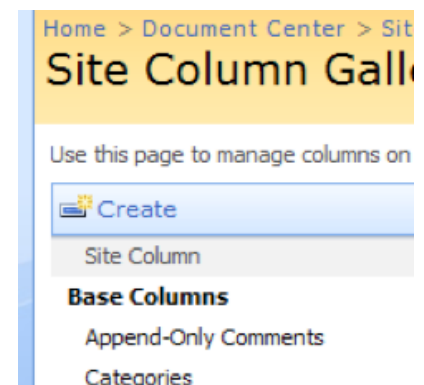 Home > Document Center > Sit
Site Column Gall
Use this page to manage columns on
Create
Site Column
Base Columns
Append-Only Comments
Categories